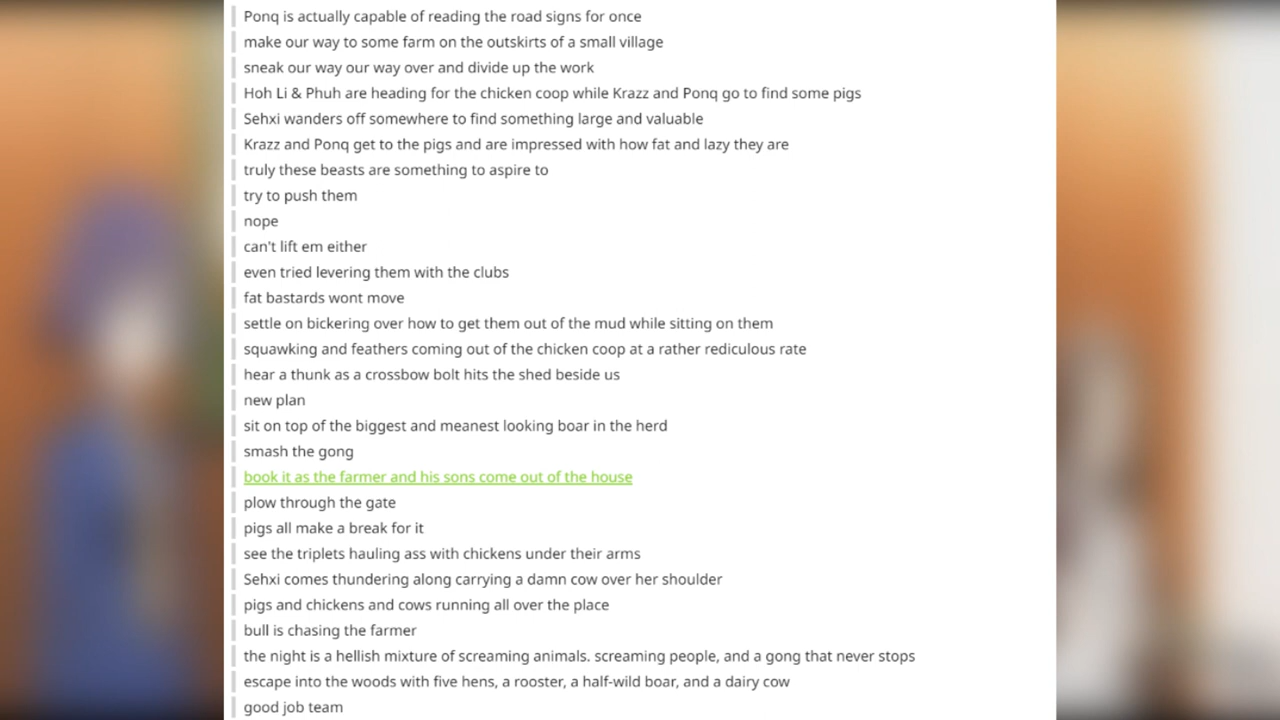 Ponq is actually capable of reading the road signs for once
make our way to some farm on the outskirts of a small village
sneak our way our way over and divide up the work
Hoh Li & Phuh are heading for the chicken coop while Krazz and Ponq go to find some pigs
Sehxi wanders off somewhere to find something large and valuable
Krazz and Ponq get to the pigs and are impressed with how fat and lazy they are
truly these beasts are something to aspire to
try to push them
nope
can't lift em either
even tried levering them with the clubs
fat bastards wont move
settle on bickering over how to get them out of the mud while sitting on them
squawking and feathers coming out of the chicken coop at a rather rediculous rate
hear a thunk as a crossbow bolt hits the shed beside us
new plan
sit on top of the biggest and meanest looking boar in the herd
smash the gong
book it as the farmer and his sons come out of the house
plow through the gate
pigs all make a break for it
see the triplets hauling ass with chickens under their arms
Sehxi comes thundering along carrying a damn cow over her shoulder
pigs and chickens and cows running all over the place
bull is chasing the farmer
the night is a hellish mixture of screaming animals. screaming people, and a gong that never stops
escape into the woods with five hens, a rooster, a half-wild boar, and a dairy cow
good job team